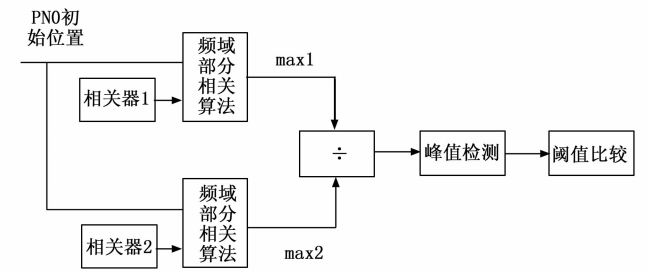 PN0初
始位置
频域
部分
相关
算法
max1
相关器1
÷
峰值检测
阈值比较
频域
部分
相关
算法
相关器2
max2